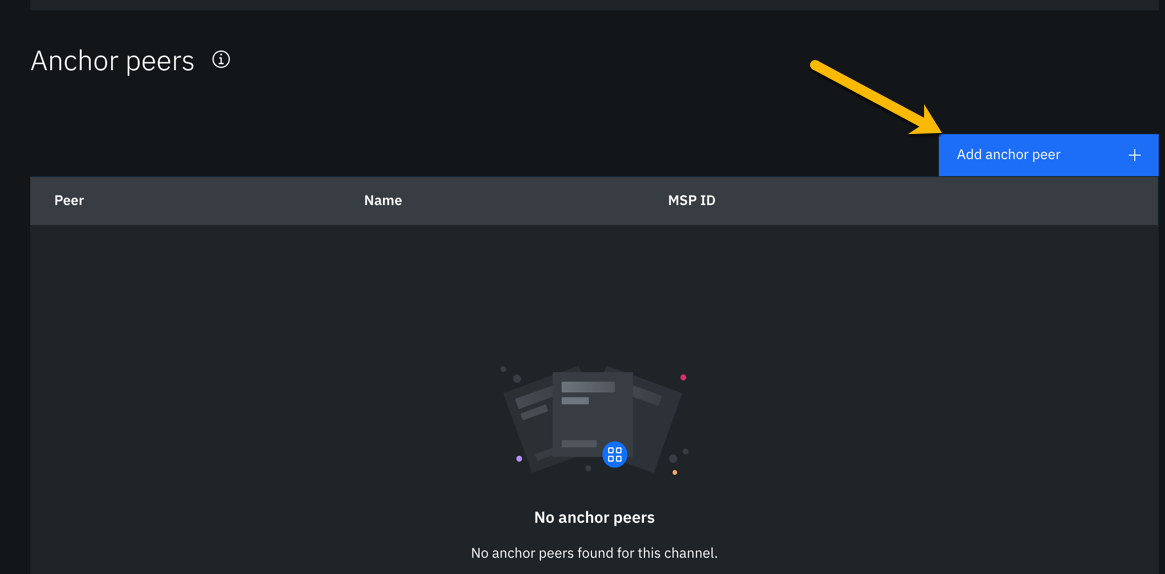 Anchor peers
Add anchor peer
Peer Name MSP ID
No anchor peers
No anchor peers found for this channel.